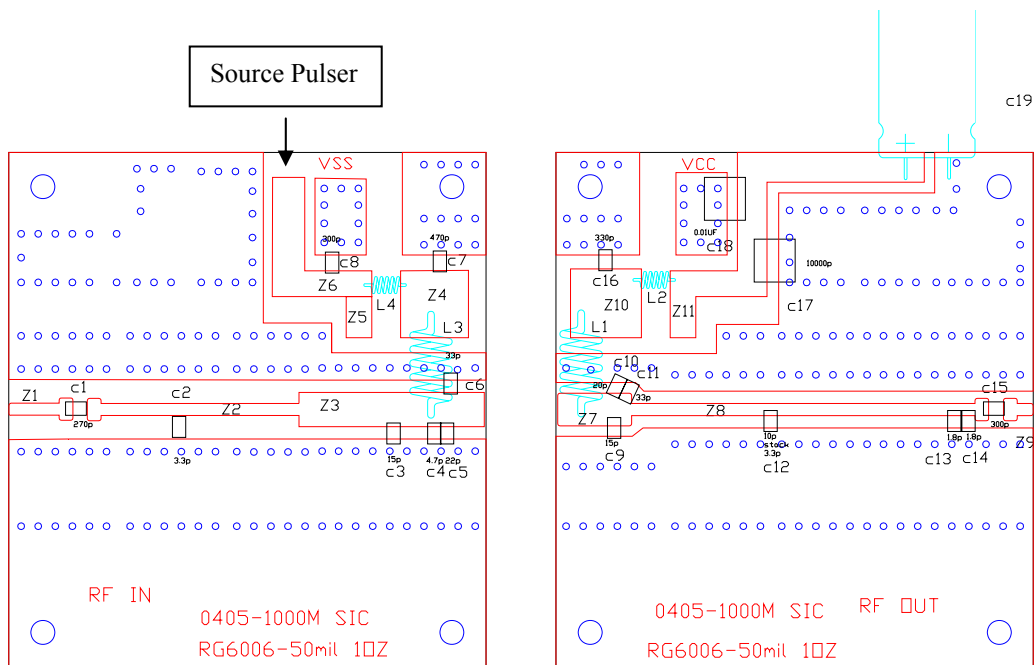 Source Pulser
c19
VSS
VCC
300p
c8
470p
c7
Z6
Z4
L4
Z5
L3
33p
c6
c1
c2
Z1
270p
Z2
Z3
3.3p
15p
4.7p
22p
c3
c4
c5
330p
c16
0.01UF
c18
10000p
c17
Z10
L2
Z11
L1
c10
c11
20p
33p
Z7
Z8
c15
300p
15p
c9
10p
stack
3.3p
c12
1.8p
1.8p
c13
c14
Z9
RF IN
0405-1000M SIC
RG6006-50mil 1OZ
0405-1000M SIC
RF OUT
RG6006-50mil 1OZ